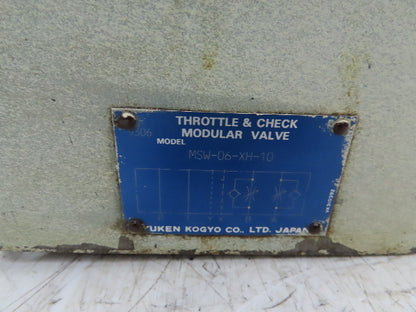 THROTTLE & CHECK
MODULAR VALVE
MODEL
MSW-06-XH-10
YUKEN KOGYO CO., LTD. JAPAN